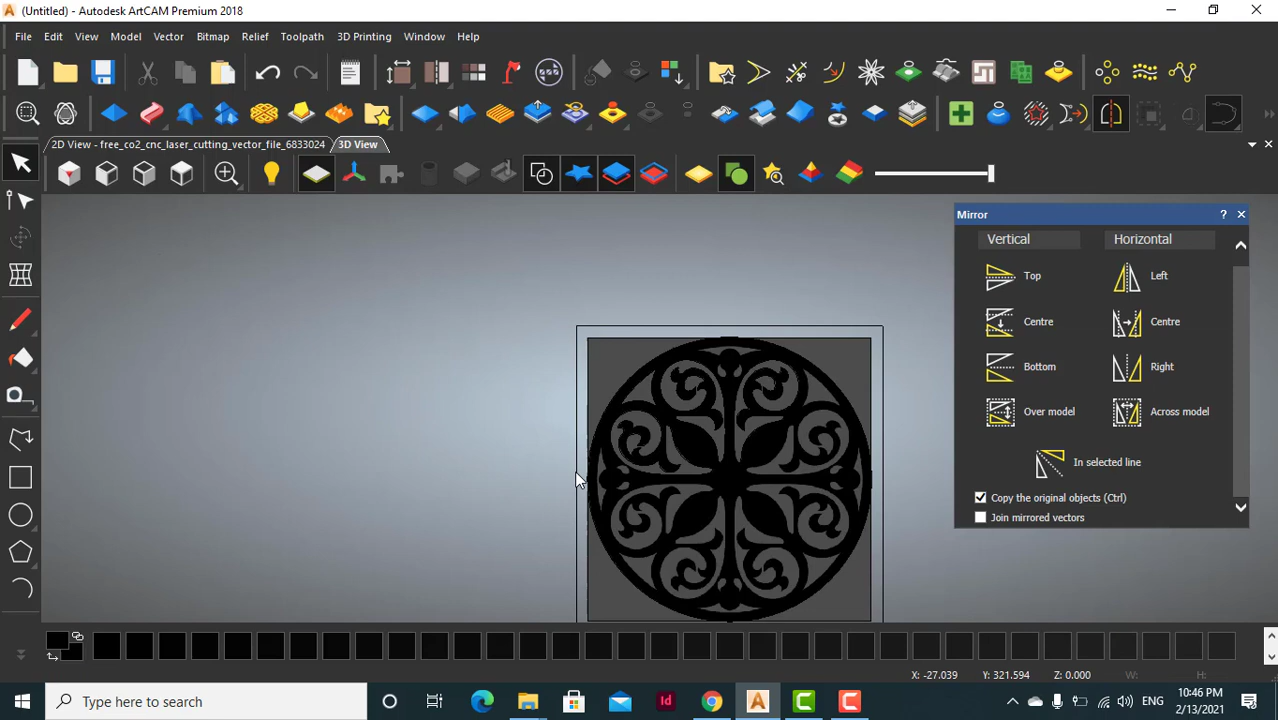 (Untitled) - Autodesk ArtCAM Premium 2018
File Edit View Model Vector Bitmap Relief Toolpath 3D Printing Window Help
2D View - free_co2_cnc_laser_cutting_vector_file_6833024 3D View
Mirror ?
Vertical Horizontal
Top Left
Centre Centre
Bottom Right
Over model Across model
In selected line
Copy the original objects (Ctrl)
Join mirrored vectors
X: -27.039 Y: 321.594 Z: 0.000 W: H:
Type here to search
Id
A
C
C
ENG
10:46 PM
2/13/2021